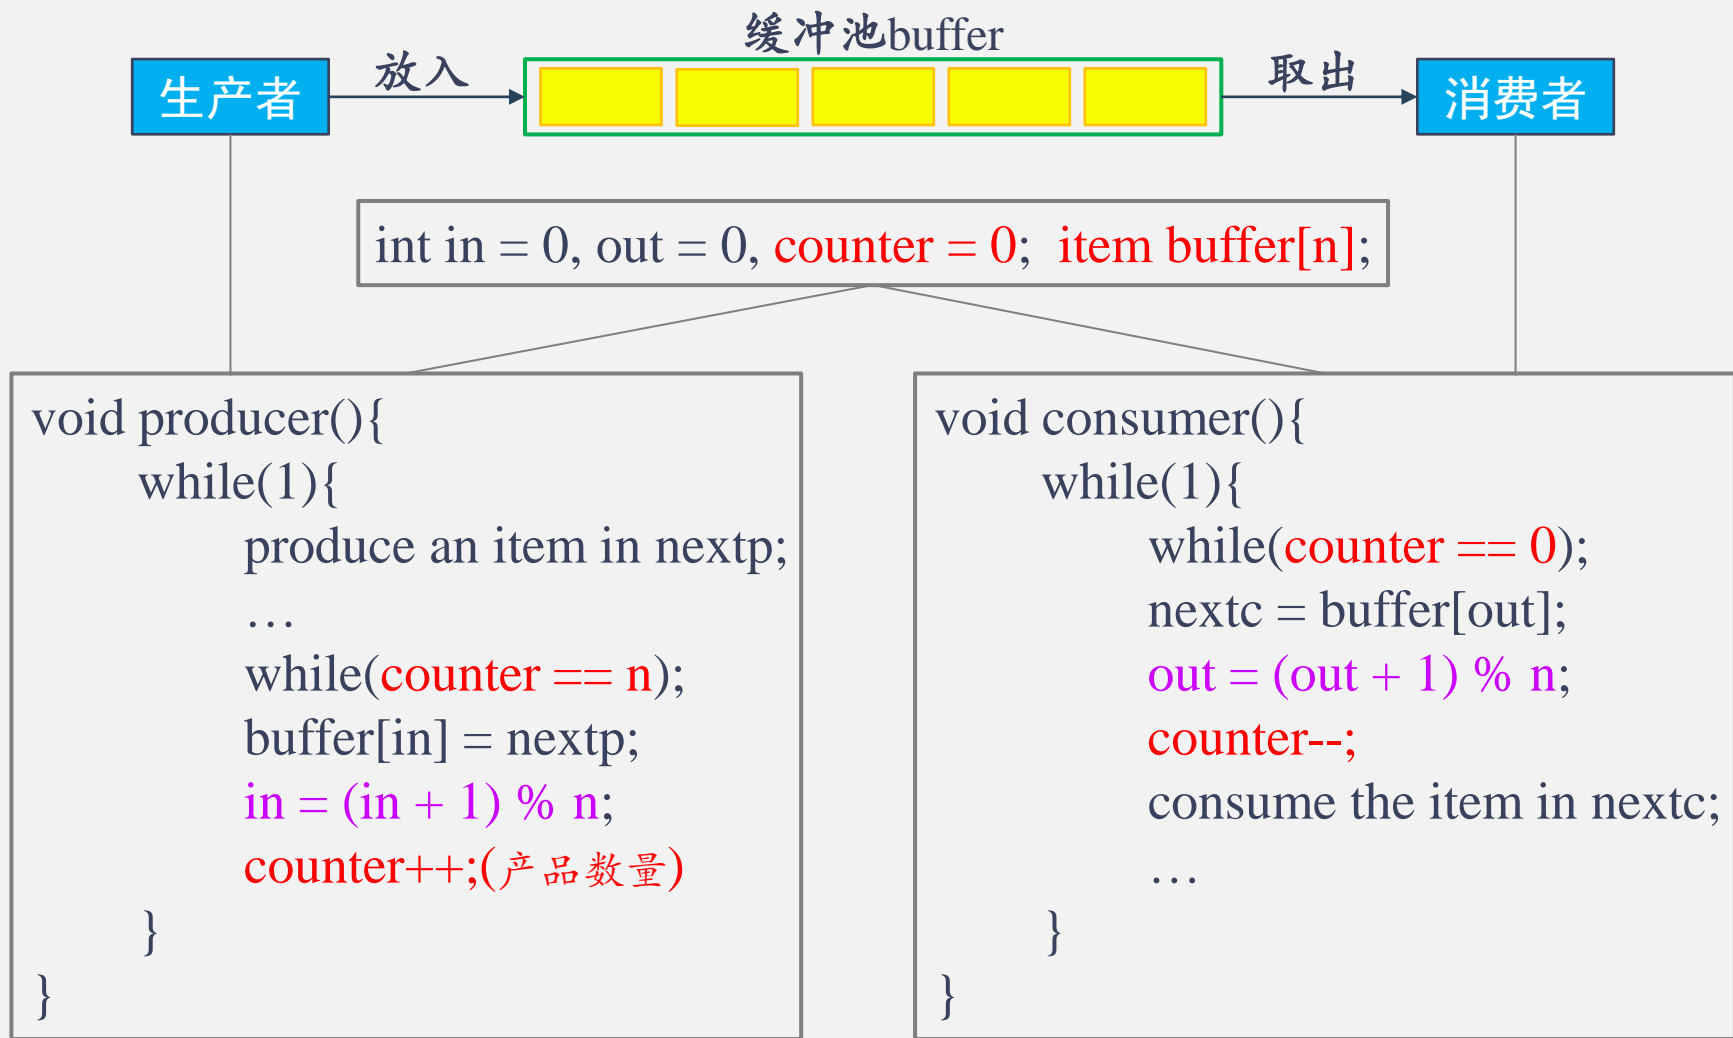 缓冲池buffer
生产者
放入
取出
消费者
int in = 0, out = 0, counter = 0; item buffer[n];
void producer(){
while(1){
produce an item in nextp;
…
while(counter == n);
buffer[in] = nextp;
in = (in + 1) % n;
counter++;(产品数量)
}
}
void consumer(){
while(1){
while(counter == 0);
nextc = buffer[out];
out = (out + 1) % n;
counter--;
consume the item in nextc;
…
}
}